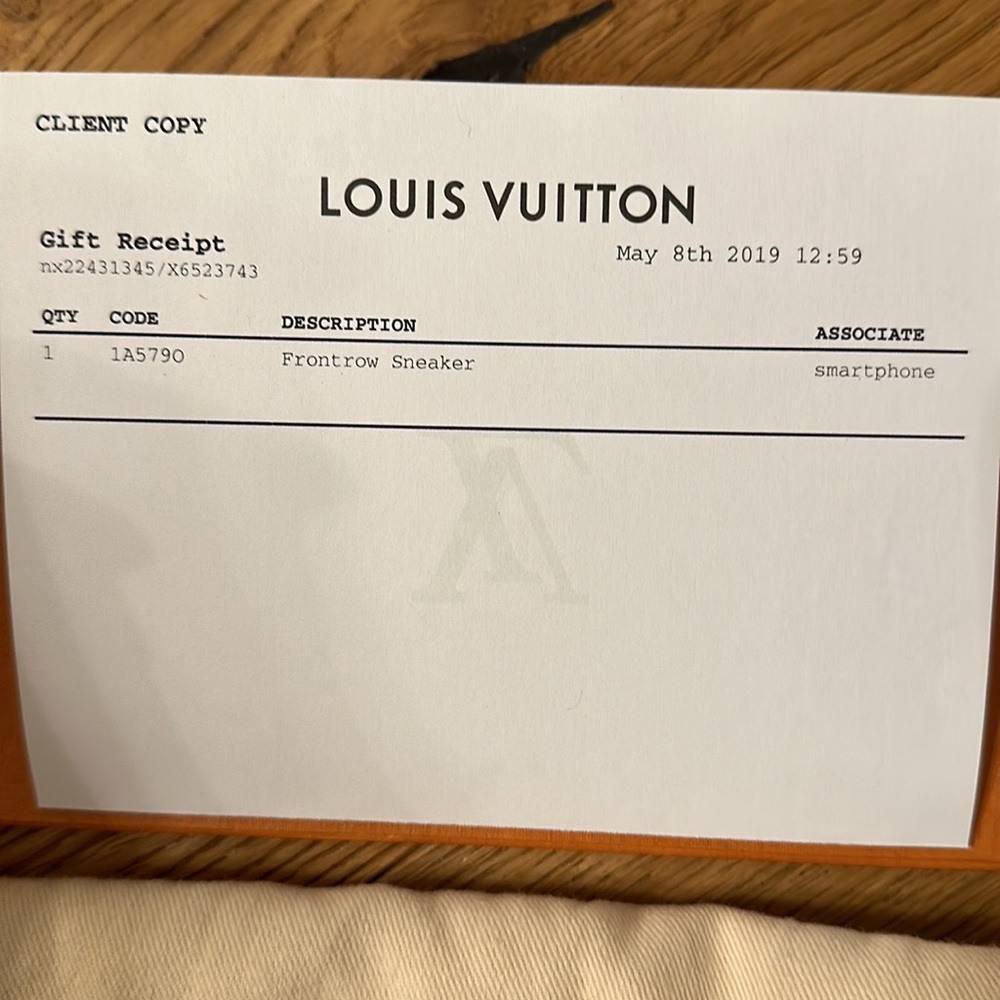 CLIENT COPY
LOUIS VUITTON
Gift Receipt
May 8th 2019 12:59
nx22431345/X6523743
QTY CODE DESCRIPTION ASSOCIATE
1 1A579O Frontrow Sneaker smartphone